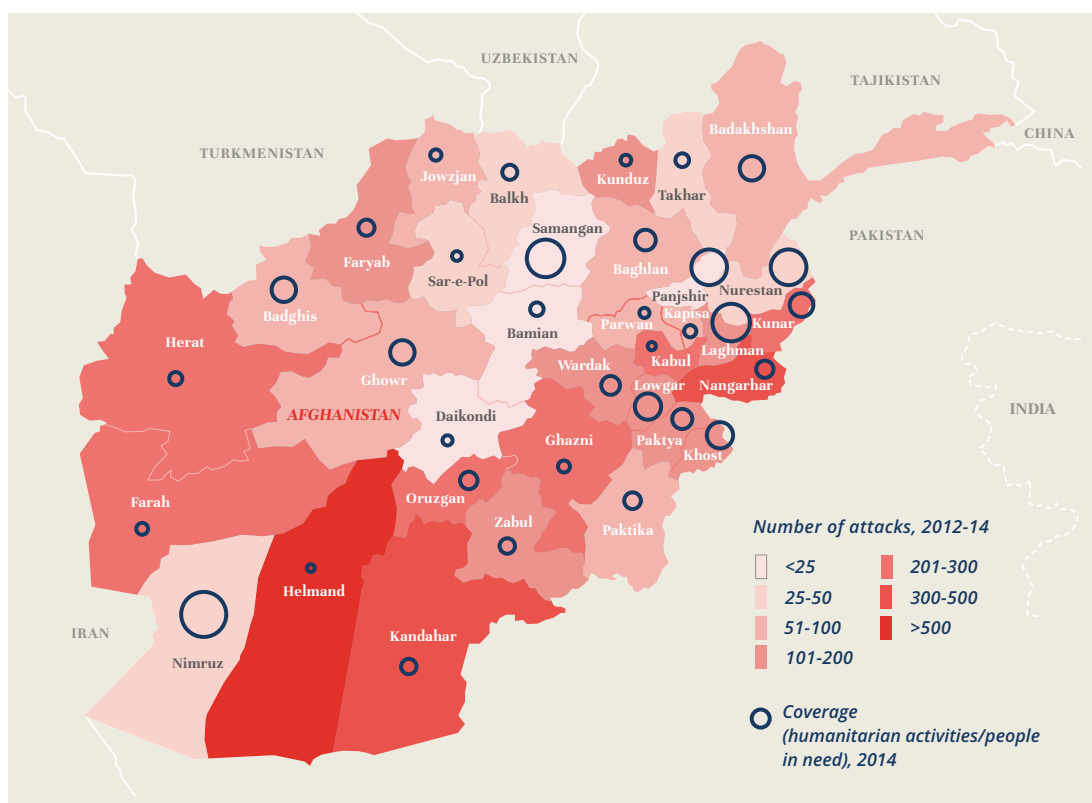 UZBEKISTAN
TAJIKISTAN
Badakhshan
CHINA
TURKMENISTAN
Jowzjan
Kunduz
Balkh
Takhar
Samangan
PAKISTAN
Faryab
Baghlan
Sar-e-Pol
Panjshir
Nurestan
Badghis
Kapisa
Parwan
Kunar
Bamian
Herat
Laghman
Kabul
Wardak
Ghowr
Lowgar
Nangarhar
AFGHANISTAN
Daikondi
INDIA
Ghazni
Paktya
Khost
Farah
Oruzgan
Zabul
Paktika
Helmand
IRAN
Kandahar
Nimruz
Number of attacks, 2012-14
<25
25-50
51-100
101-200
201-300
300-500
>500
Coverage
(humanitarian activities/people
in need), 2014